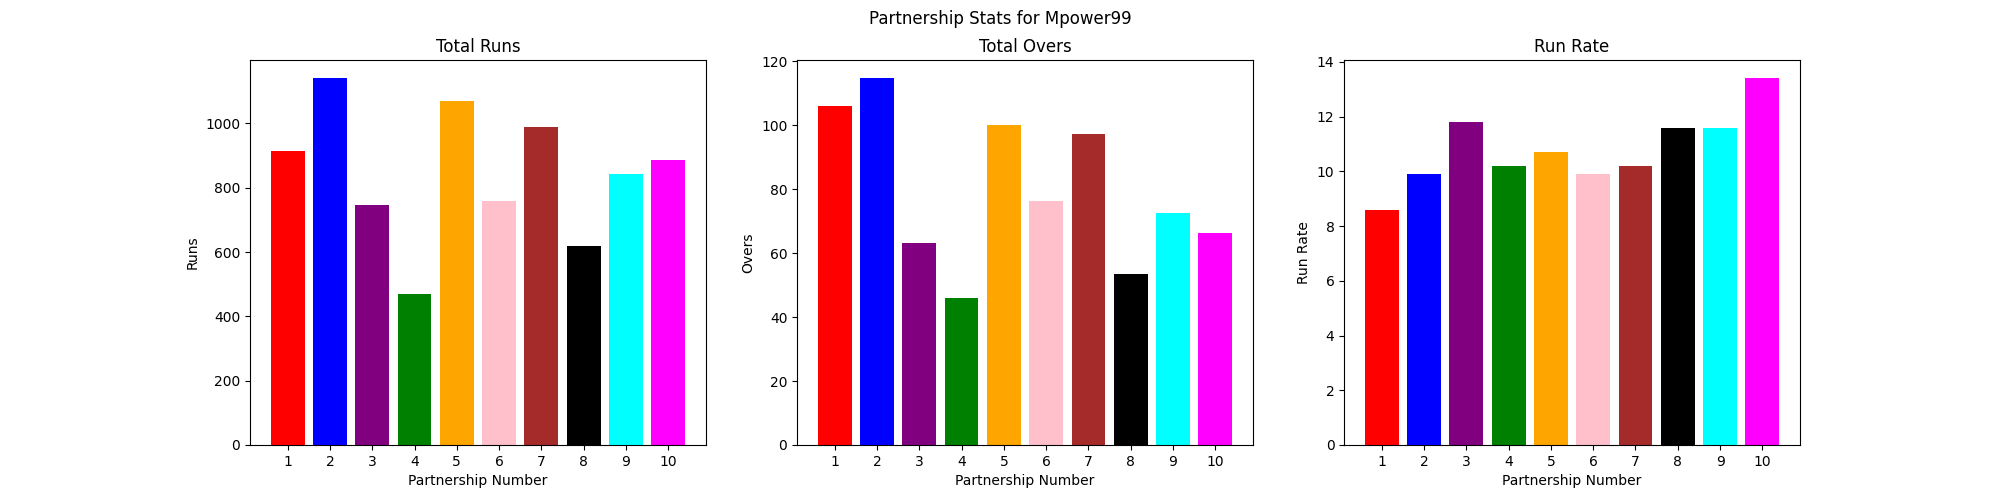 Partnership Stats for Mpower99
Total Runs
Runs
1000
800
600
400
200
0
1 2 3 4 5 6 7 8 9 10
Partnership Number
Total Overs
Overs
120
100
80
60
40
20
0
1 2 3 4 5 6 7 8 9 10
Partnership Number
Run Rate
Run Rate
14
12
10
8
6
4
2
0
1 2 3 4 5 6 7 8 9 10
Partnership Number